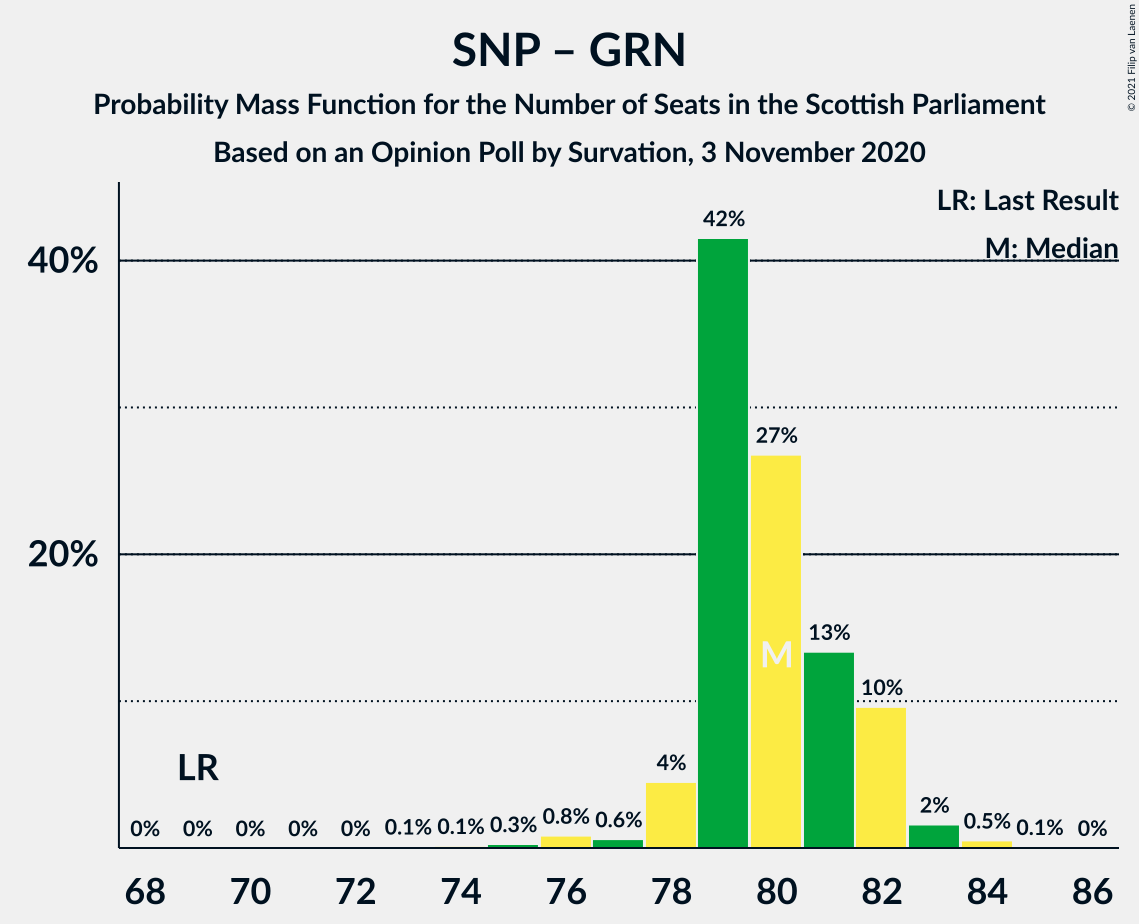 SNP – GRN
Probability Mass Function for the Number of Seats in the Scottish Parliament
Based on an Opinion Poll by Survation, 3 November 2020
© 2021 Filip van Laenen
LR: Last Result
M: Median
40%
20%
0% 0% 0% 0% 0% 0.1% 0.1% 0.3% 0.8% 0.6% 4% 42% 27% 13% 10% 2% 0.5% 0.1% 0%
LR
M
68 70 72 74 76 78 80 82 84 86